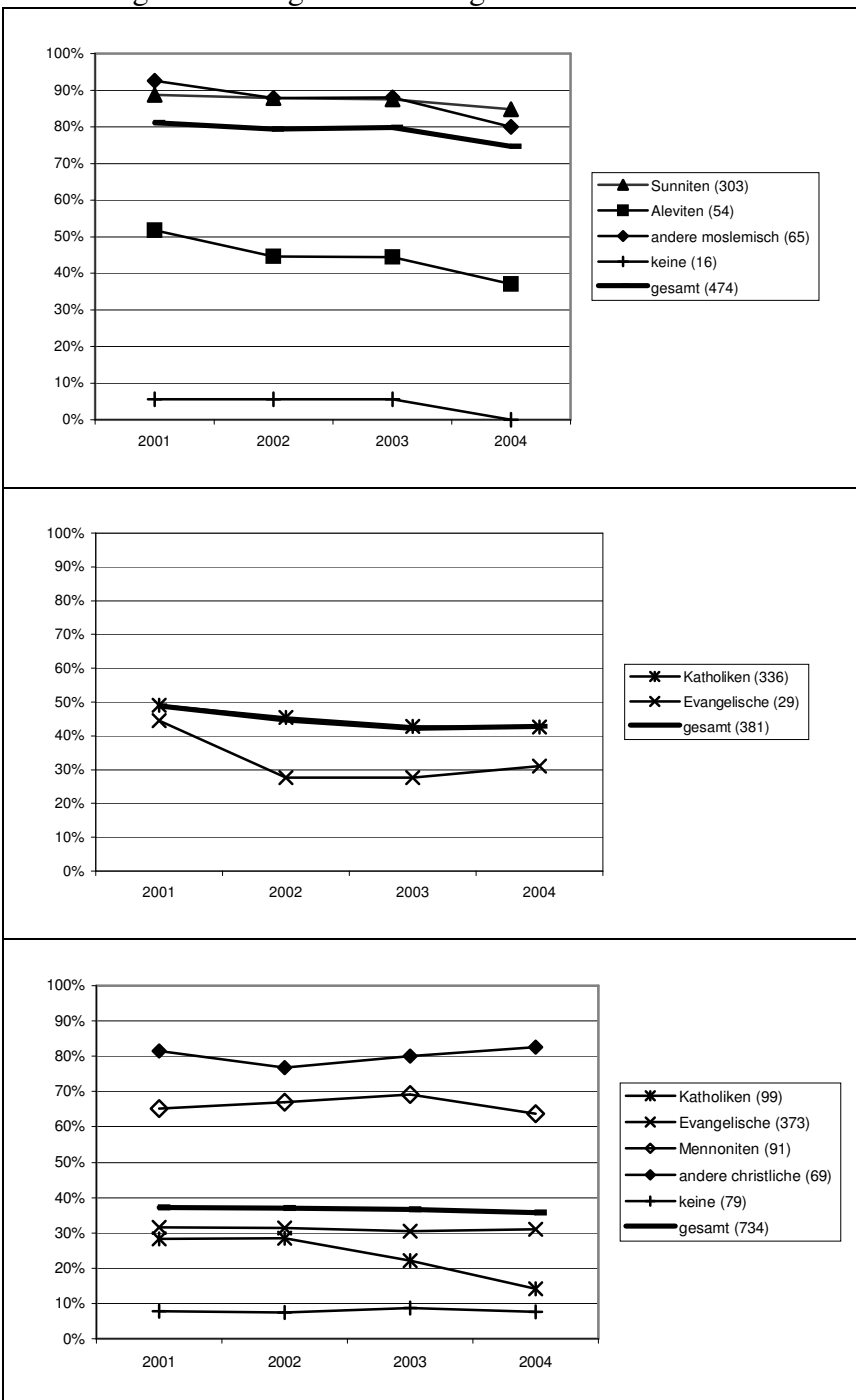 100%
90%
80%
70%
60%
50%
40%
30%
20%
10%
0%
2001 2002 2003 2004
Sunniten (303)
Aleviten (54)
andere moslemisch (65)
keine (16)
gesamt (474)
100%
90%
80%
70%
60%
50%
40%
30%
20%
10%
0%
2001 2002 2003 2004
Katholiken (336)
Evangelische (29)
gesamt (381)
100%
90%
80%
70%
60%
50%
40%
30%
20%
10%
0%
2001 2002 2003 2004
Katholiken (99)
Evangelische (373)
Mennoniten (91)
andere christliche (69)
keine (79)
gesamt (734)